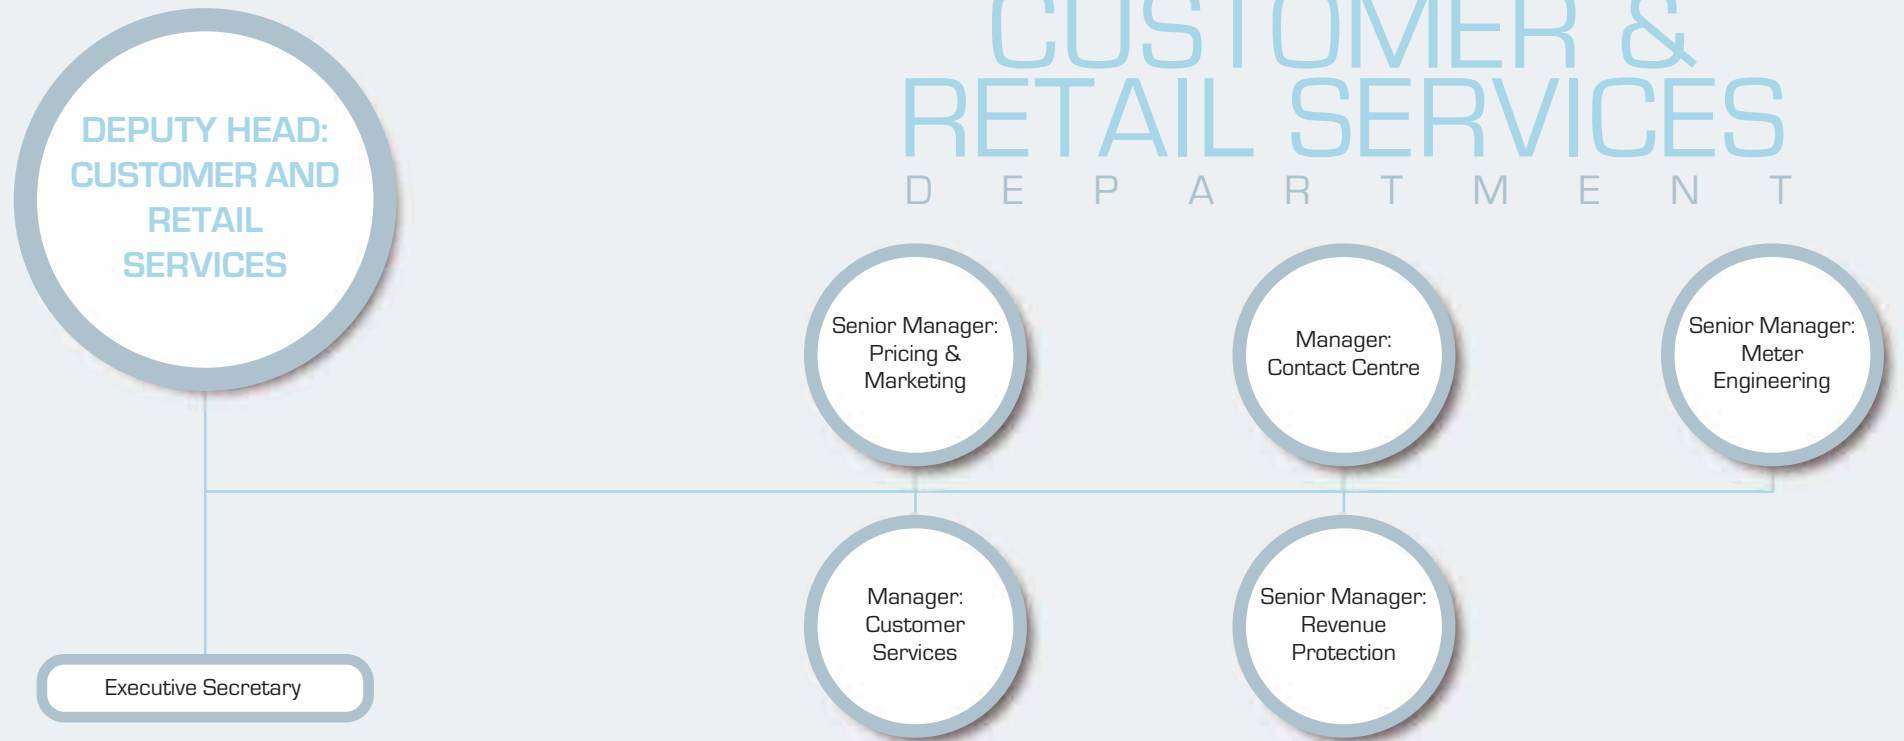 CUSTOMER &
RETAIL SERVICES
DEPARTMENT
DEPUTY HEAD:
CUSTOMER AND
RETAIL
SERVICES
Senior Manager:
Pricing &
Marketing
Manager:
Contact Centre
Senior Manager:
Meter
Engineering
Manager:
Customer
Services
Senior Manager:
Revenue
Protection
Executive Secretary